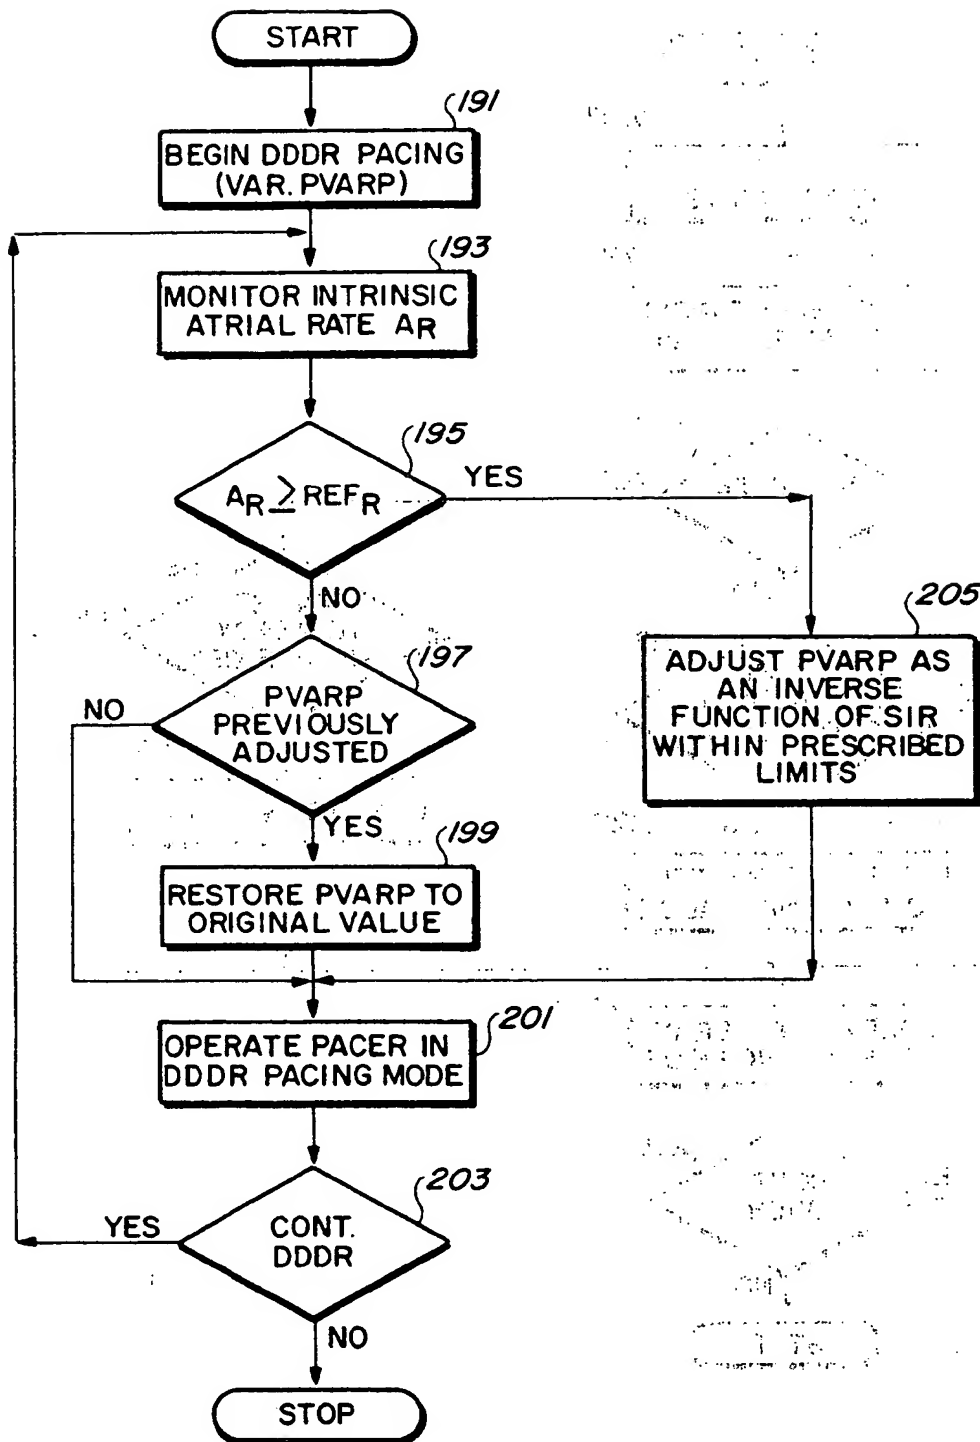 START
191
BEGIN DDDR PACING
(VAR. PVARP)
193
MONITOR INTRINSIC
ATRIAL RATE AR
195
AR ≥ REFR
YES
NO
197
PVARP
PREVIOUSLY
ADJUSTED
NO
YES
205
ADJUST PVARP AS
AN INVERSE
FUNCTION OF SIR
WITHIN PRESCRIBED
LIMITS
199
RESTORE PVARP TO
ORIGINAL VALUE
201
OPERATE PACER IN
DDDR PACING MODE
203
CONT.
DDDR
YES
NO
STOP